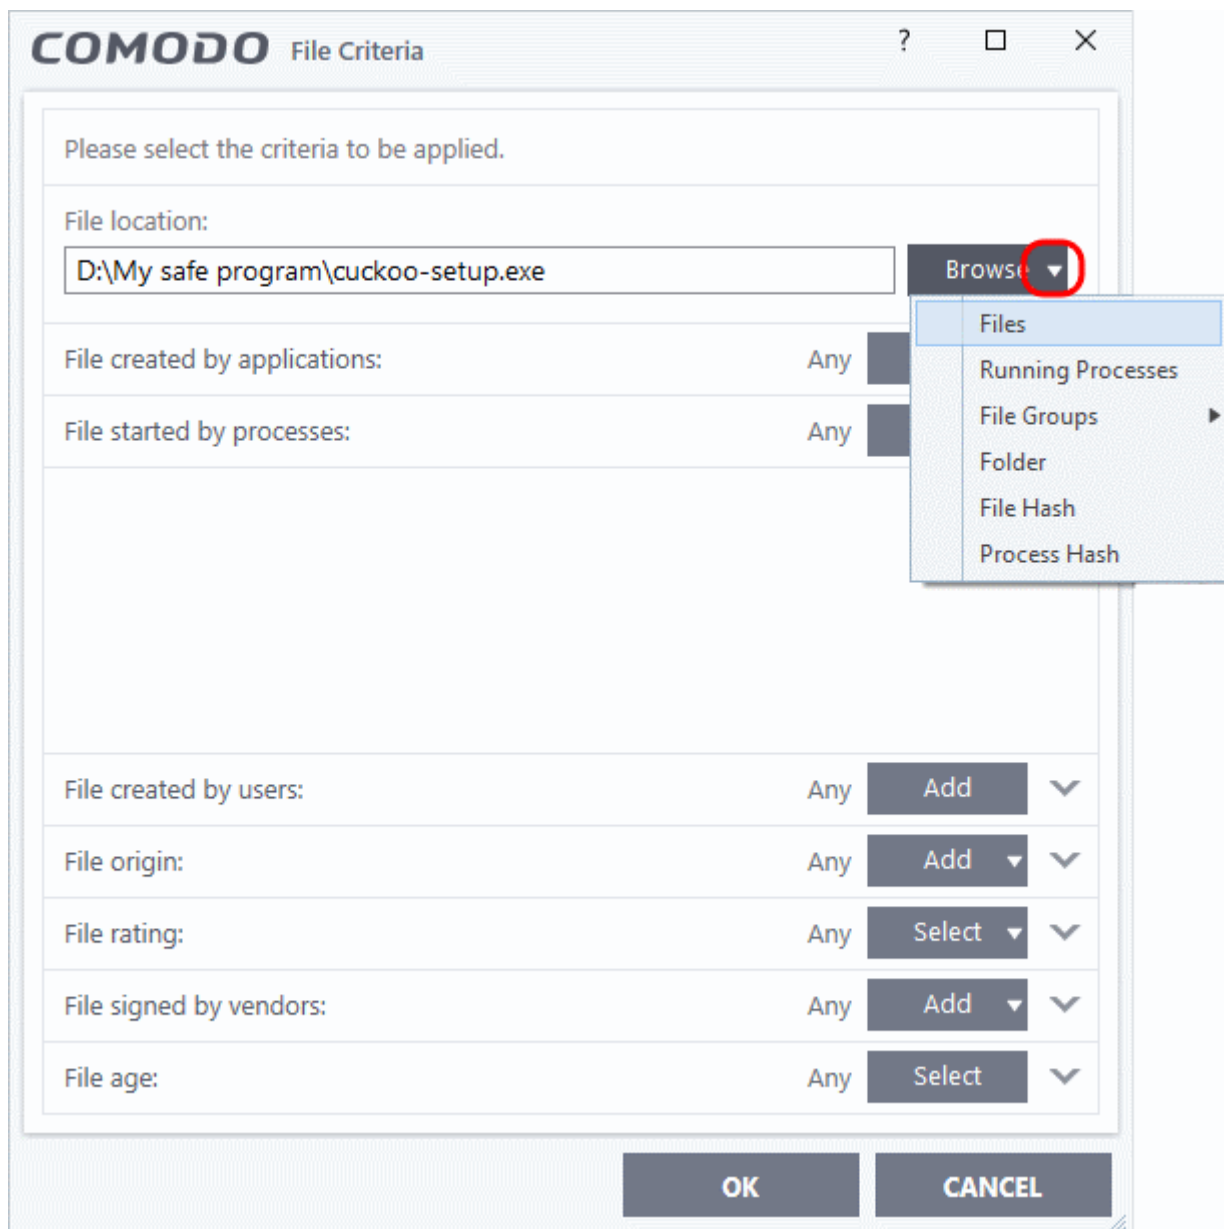 COMODO File Criteria ?
Please select the criteria to be applied.
File location:
D:\My safe program\cuckoo-setup.exe Browse
Files
File created by applications: Any
Running Processes
File Groups
File started by processes: Any
Folder
File Hash
Process Hash
File created by users: Any Add
File origin: Any Add
File rating: Any Select
File signed by vendors: Any Add
File age: Any Select
OK CANCEL